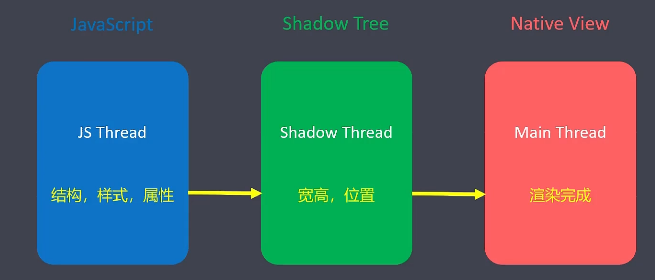 JavaScript
Shadow Tree
Native View
JS Thread
Shadow Thread
Main Thread
结构，样式，属性
宽高，位置
渲染完成